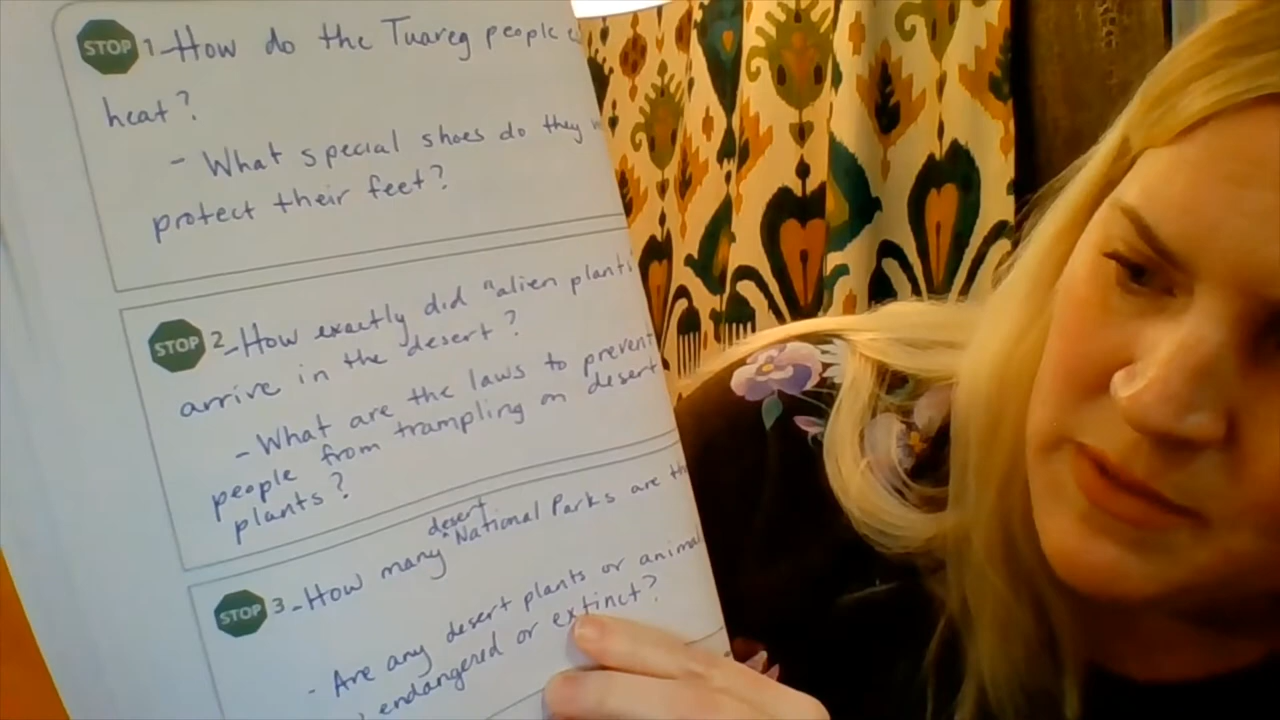 STOP 1-How do the Tuareg people
heat?
- What special shoes do they
protect their feet?
STOP 2-How exactly did "alien plants
arrive in the desert?
- What are the laws to prevent
people from trampling on desert
plants?
desert
STOP 3-How many ^ National Parks are
- Are any desert plants or animal
endangered or extinct?